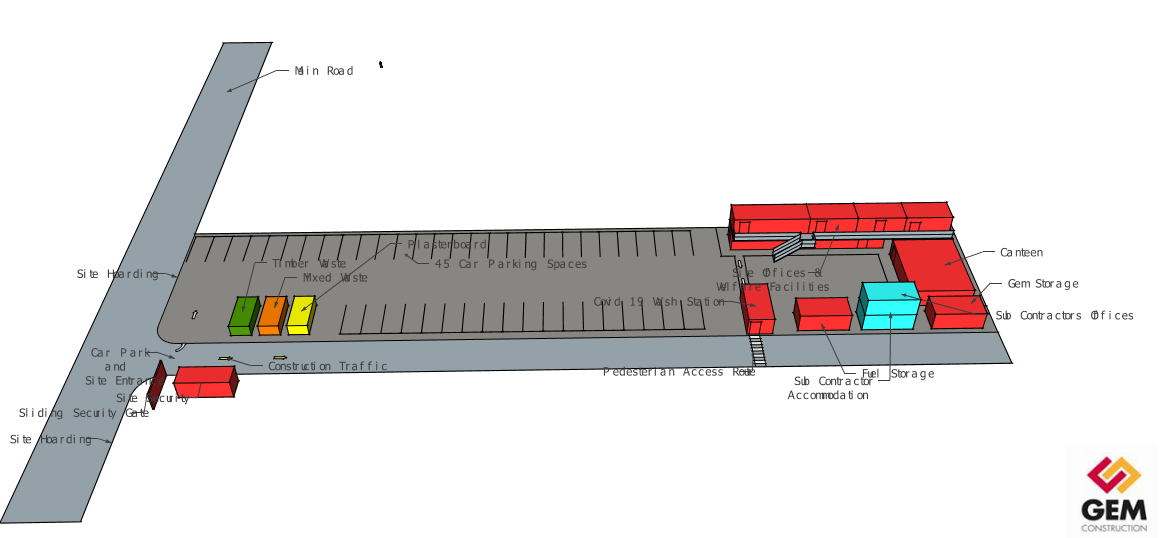 Main Road
Plasterboard
Timber Waste
45 Car Parking Spaces
Site Hoarding
Mixed Waste
Canteen
Site Offices &
Welfare Facilities
Gem Storage
Covid 19 Wash Station
Sub Contractors Offices
Car Park
and
Site Entran
Construction Traffic
Pedesterian Access Route
Fuel Storage
Sub Contractor
Accommodation
Site Security
Sliding Security Gate
Site Hoarding
GEM
CONSTRUCTION